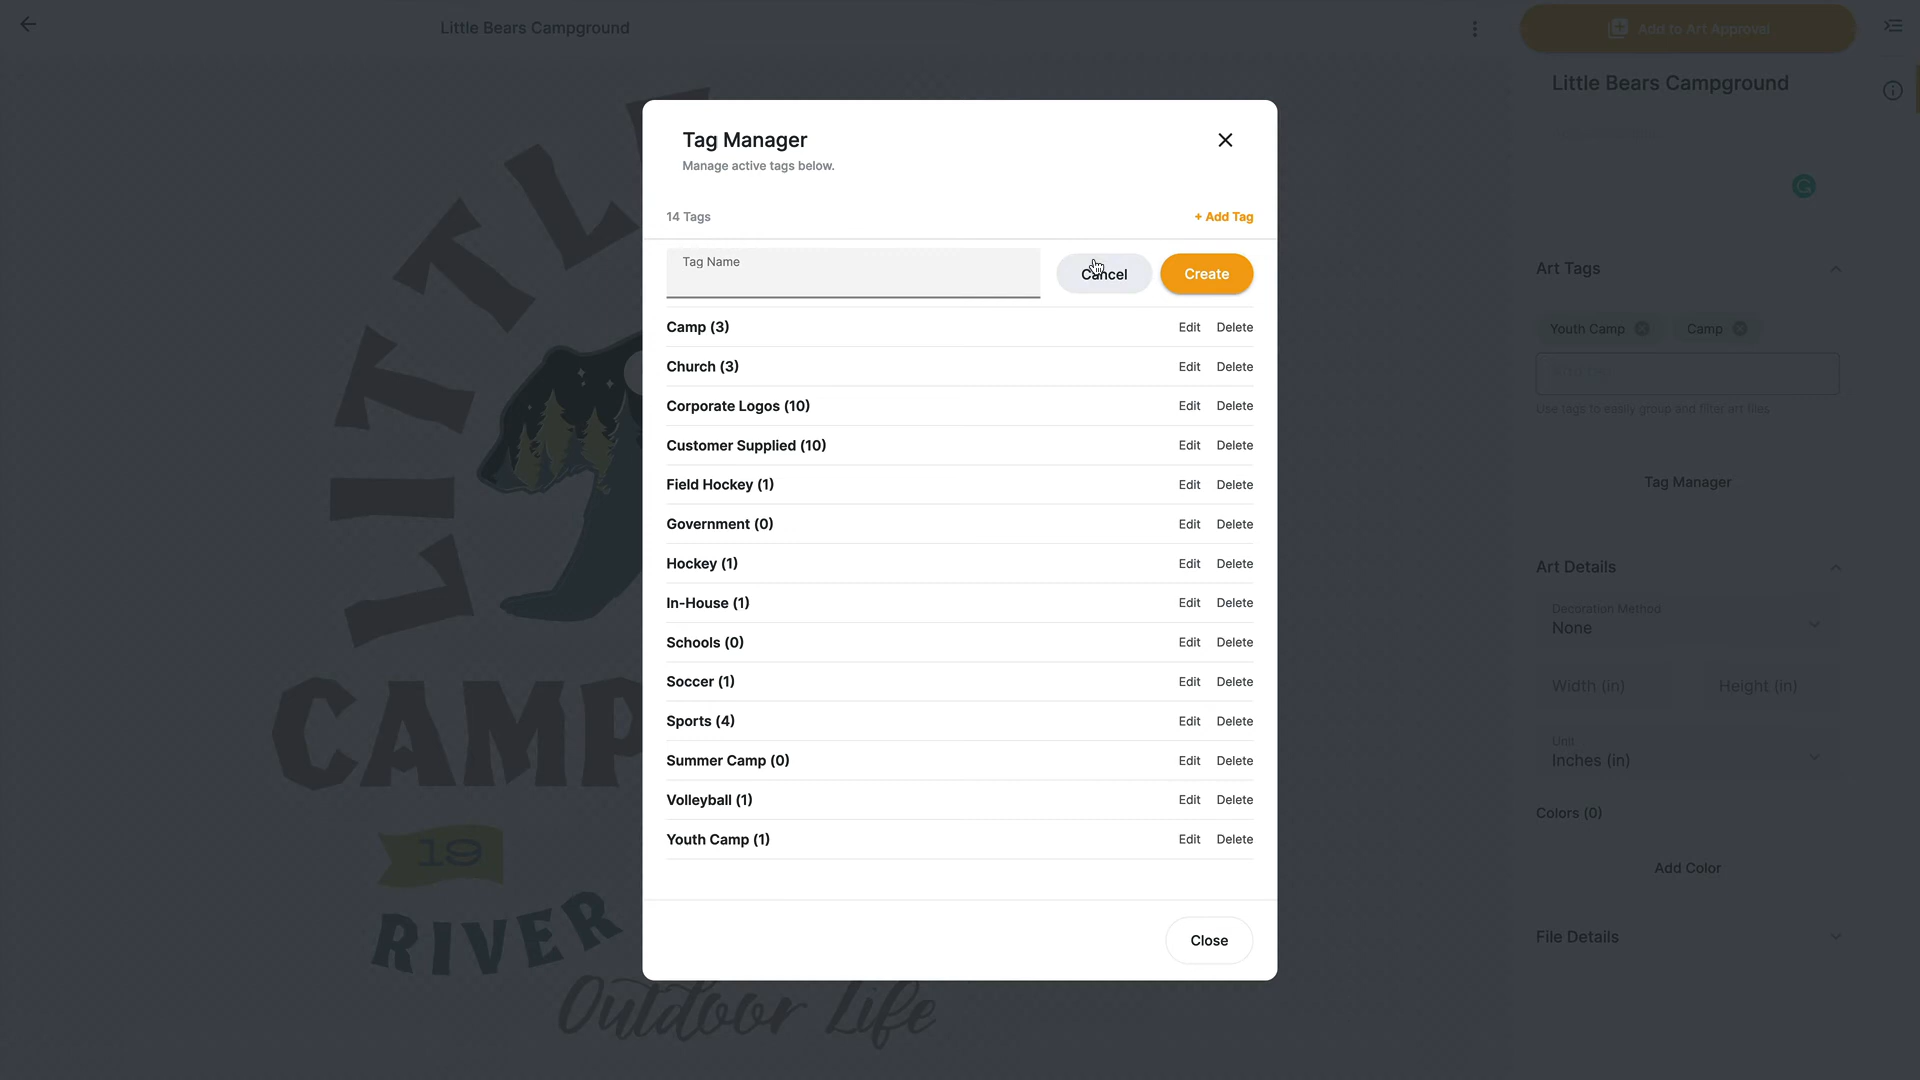 Little Bears Campground
Add to Art Approval
Little Bears Campground
Tag Manager
Manage active tags below.
14 Tags
+ Add Tag
Tag Name
Cancel
Create
Camp (3) Edit Delete
Church (3) Edit Delete
Corporate Logos (10) Edit Delete
Customer Supplied (10) Edit Delete
Field Hockey (1) Edit Delete
Government (0) Edit Delete
Hockey (1) Edit Delete
In-House (1) Edit Delete
Schools (0) Edit Delete
Soccer (1) Edit Delete
Sports (4) Edit Delete
Summer Camp (0) Edit Delete
Volleyball (1) Edit Delete
Youth Camp (1) Edit Delete
Close
Art Tags
Youth Camp
Camp
Use tags to easily group and filter art files
Tag Manager
Art Details
Decoration Method
None
Width (in)
Height (in)
Unit
Inches (in)
Colors (0)
Add Color
File Details
LITTLE
CAMP
19
RIVER
Outdoor Life